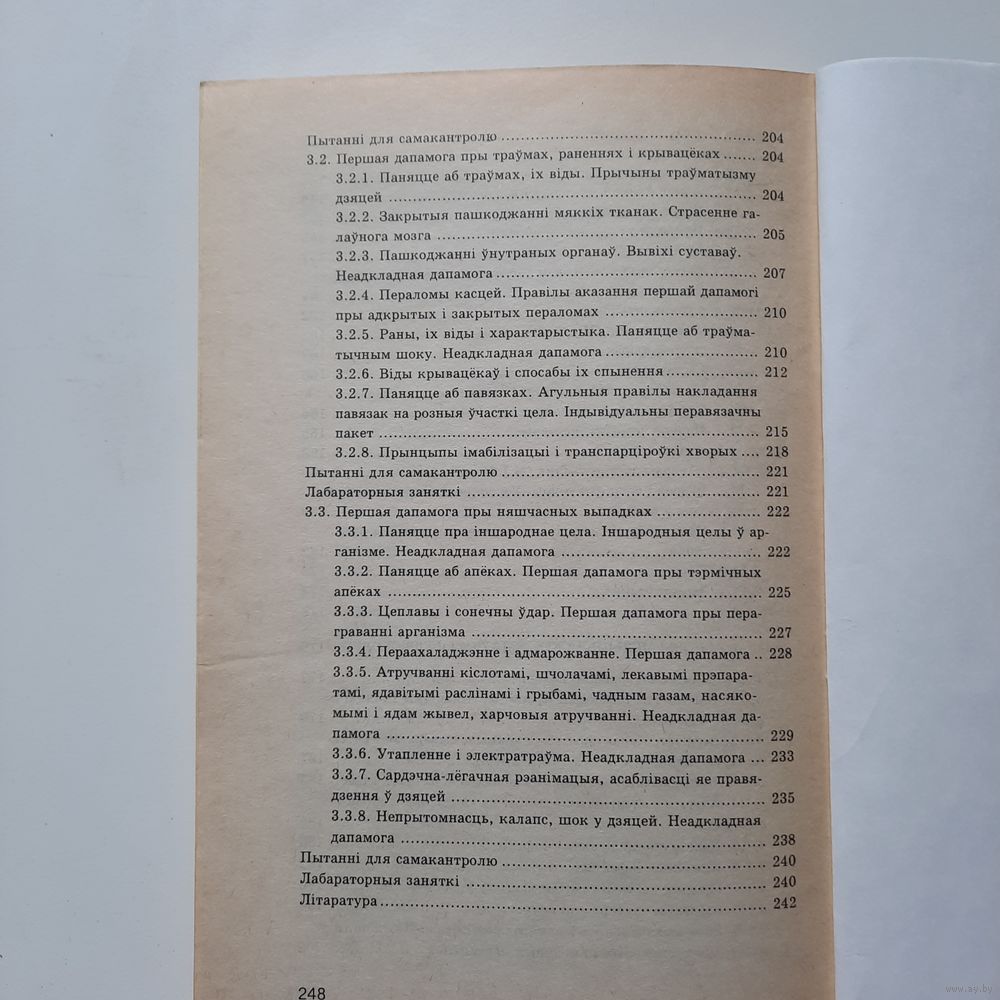 Пытанні для самакантролю ..... 204
3.2. Першая дапамога пры траўмах, раненнях і крывацёках ..... 204
3.2.1. Паняцце аб траўмах, іх віды. Прычыны траўматызму
дзяцей ..... 204
3.2.2. Закрытыя пашкоджанні мяккіх тканак. Страсенне га-
лаўнога мозга ..... 205
3.2.3. Пашкоджанні ўнутраных органаў. Вывіхі суставаў.
Неадкладная дапамога ..... 207
3.2.4. Пераломы касцей. Правілы аказання першай дапамогі
пры адкрытых і закрытых пераломах ..... 210
3.2.5. Раны, іх віды і характарыстыка. Паняцце аб траўма-
тычным шоку. Неадкладная дапамога ..... 210
3.2.6. Віды крывацёкаў і спосабы іх спынення ..... 212
3.2.7. Паняцце аб павязках. Агульныя правілы накладання
павязак на розныя ўчасткі цела. Індывідуальны перавязачны
пакет ..... 215
3.2.8. Прынцыпы імабілізацыі і транспарціроўкі хворых .... 218
Пытанні для самакантролю ..... 221
Лабараторныя заняткі ..... 221
3.3. Першая дапамога пры няшчасных выпадках ..... 222
3.3.1. Паняцце пра іншароднае цела. Іншародныя целы ў ар-
ганізме. Неадкладная дапамога ..... 222
3.3.2. Паняцце аб апёках. Першая дапамога пры тэрмічных
апёках ..... 225
3.3.3. Цеплавы і сонечны ўдар. Першая дапамога пры пера-
граванні арганізма ..... 227
3.3.4. Пераахаладжэнне і адмарожванне. Першая дапамога .. 228
3.3.5. Атручванні кіслотамі, шчолачамі, лекавымі прэпара-
тамі, ядавітымі раслінамі і грыбамі, чадным газам, насяко-
мымі і ядам жывел, харчовыя атручванні. Неадкладная да-
памога ..... 229
3.3.6. Утапленне і электратраўма. Неадкладная дапамога ... 233
3.3.7. Сардэчна-лёгачная рэанімацыя, асаблівасці яе правя-
дзення ў дзяцей ..... 235
3.3.8. Непрытомнасць, калапс, шок у дзяцей. Неадкладная
дапамога ..... 238
Пытанні для самакантролю ..... 240
Лабараторныя заняткі ..... 240
Літаратура ..... 242
248
www.ay.by